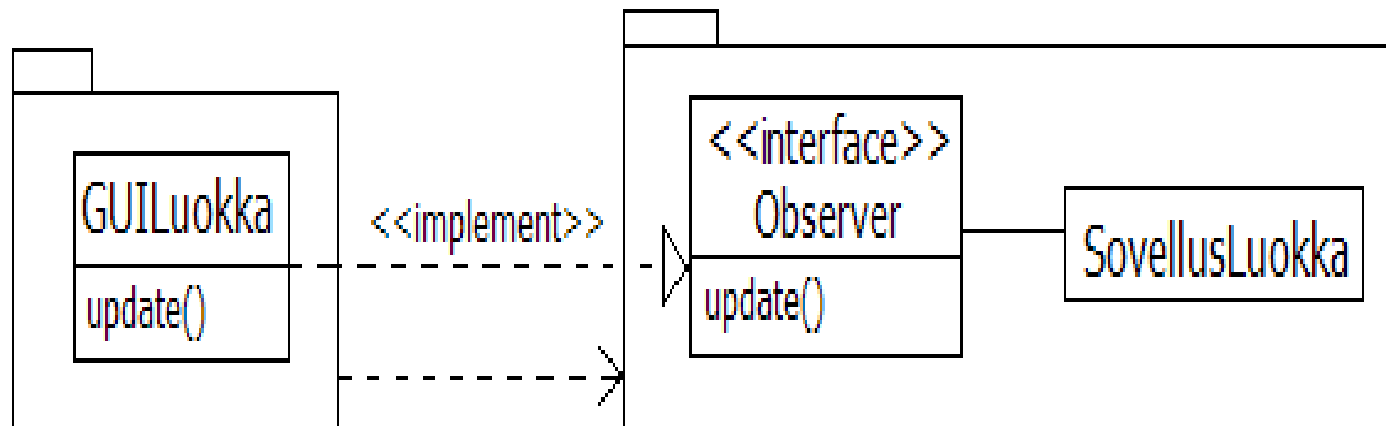 GUILuokka
update()
<<implement>>
<<interface>>
Observer
update()
SovellusLuokka